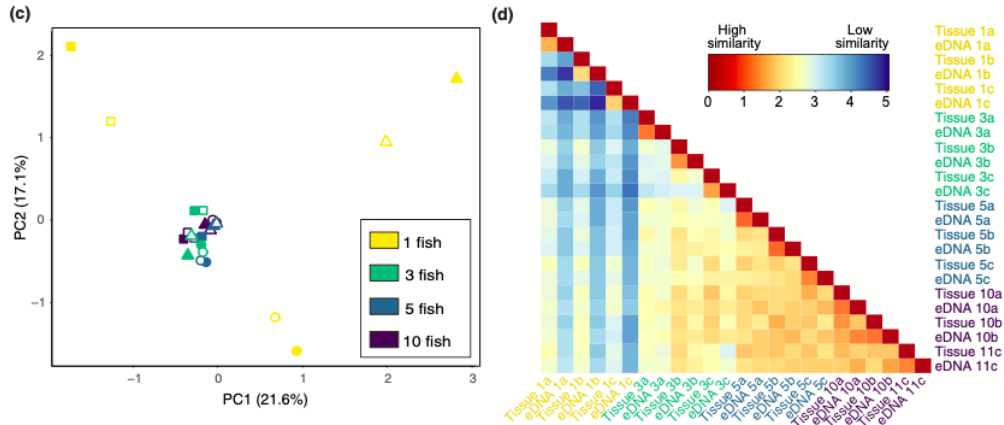 (c)
2
1
0
−1
PC2 (17.1%)
1 fish
3 fish
5 fish
10 fish
−1
0
1
2
3
PC1 (21.6%)
(d)
High similarity
Low similarity
0
1
2
3
4
5
Tissue 1a
eDNA 1a
Tissue 1b
eDNA 1b
Tissue 1c
eDNA 1c
Tissue 3a
eDNA 3a
Tissue 3b
eDNA 3b
Tissue 3c
eDNA 3c
Tissue 5a
eDNA 5a
Tissue 5b
eDNA 5b
Tissue 5c
eDNA 5c
Tissue 10a
eDNA 10a
Tissue 10b
eDNA 10b
Tissue 11c
eDNA 11c
Tissue 1a
eDNA 1a
Tissue 1b
eDNA 1b
Tissue 1c
eDNA 1c
Tissue 3a
eDNA 3a
Tissue 3b
eDNA 3b
Tissue 3c
eDNA 3c
Tissue 5a
eDNA 5a
Tissue 5b
eDNA 5b
Tissue 5c
eDNA 5c
Tissue 10a
eDNA 10a
Tissue 10b
eDNA 10b
Tissue 11c
eDNA 11c